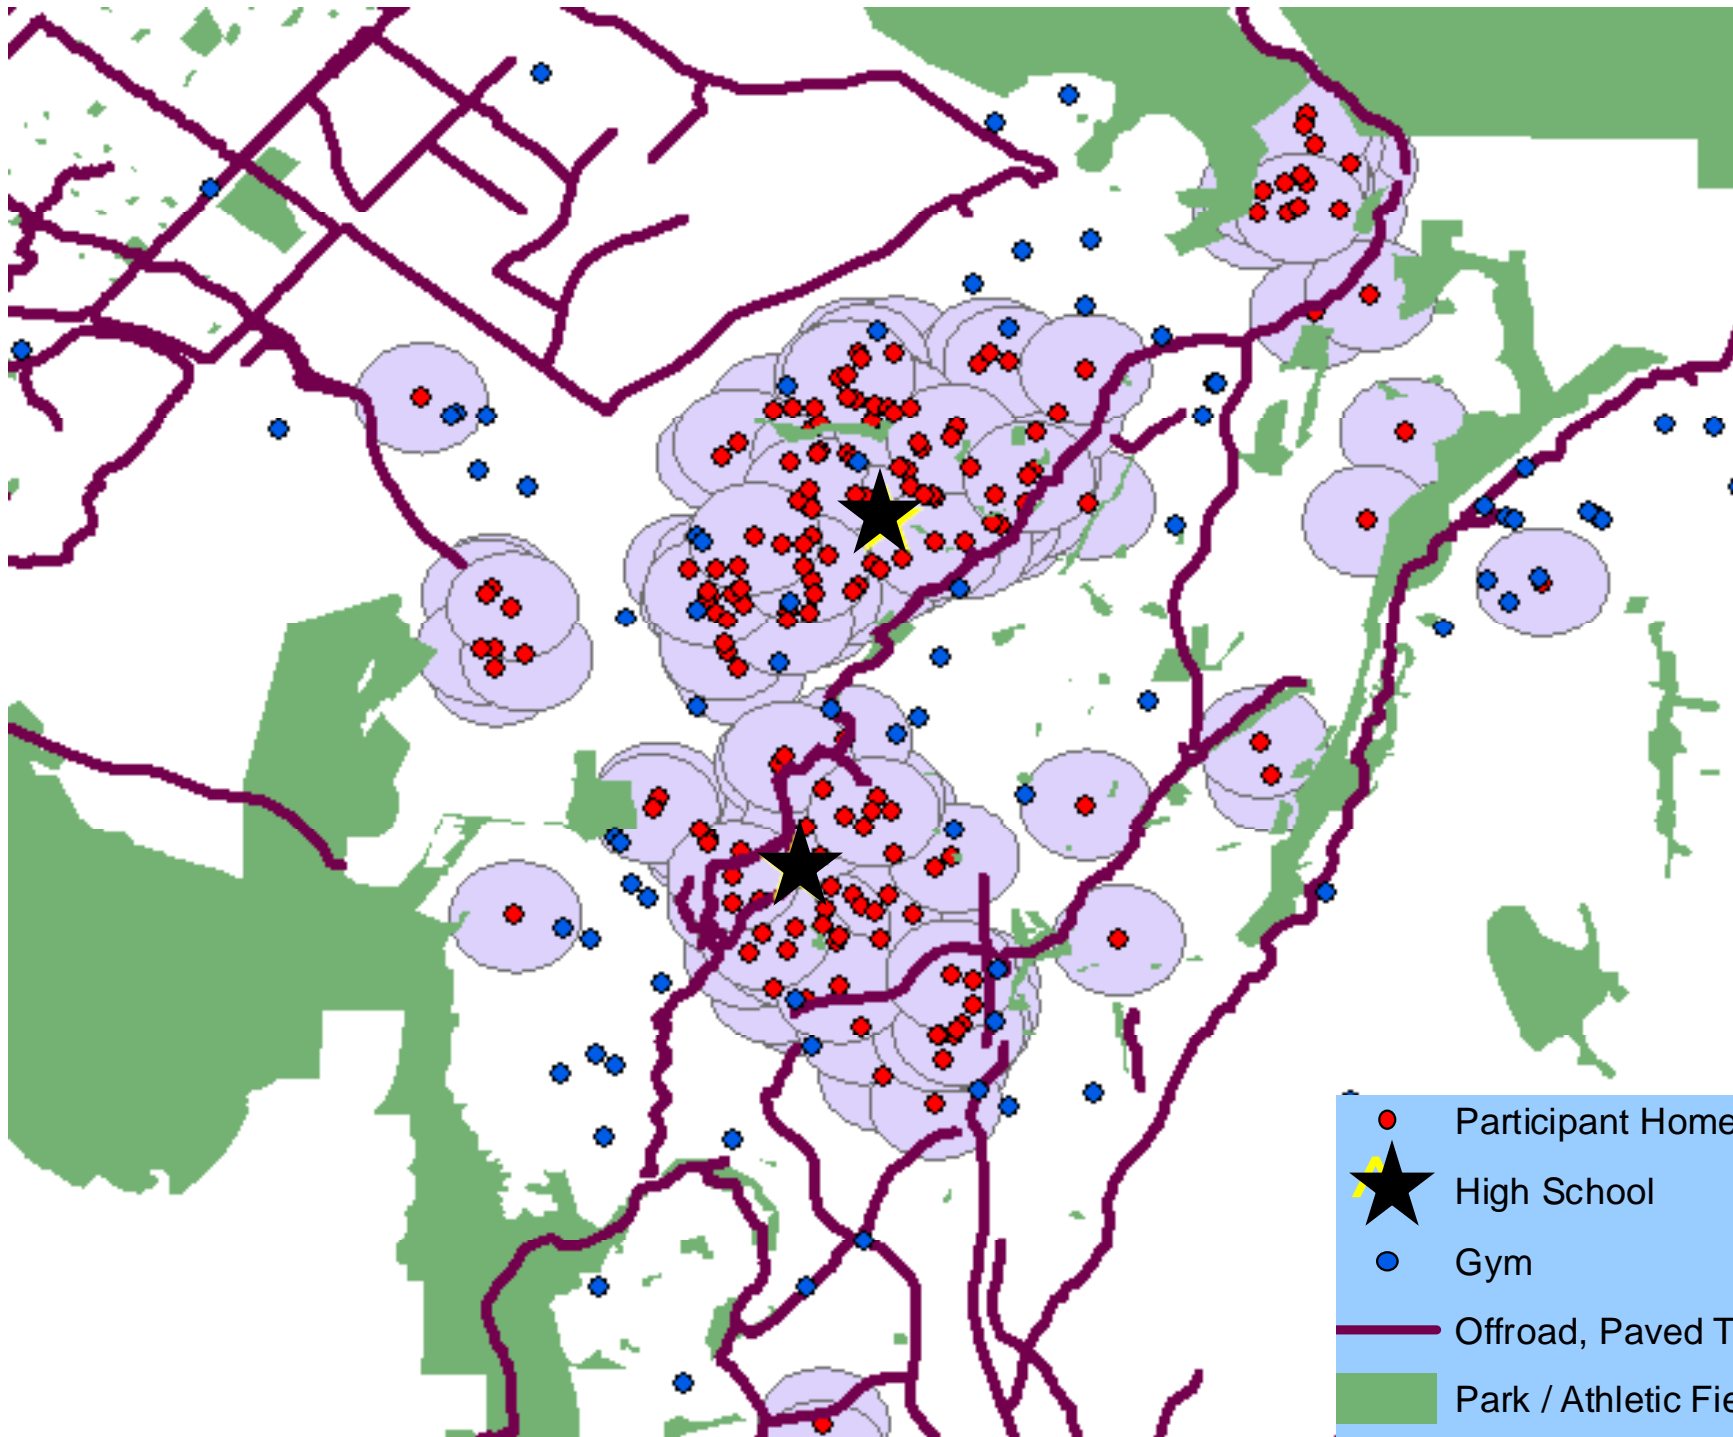 Participant Home
High School
Gym
Offroad, Paved T
Park / Athletic Fie